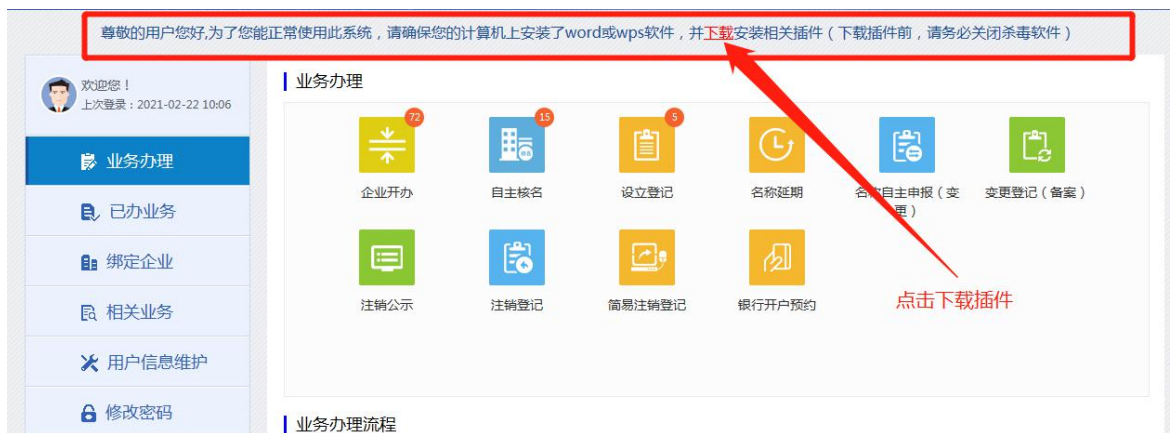 尊敬的用户您好,为了您能正常使用此系统，请确保您的计算机上安装了word或wps软件，并下载安装相关插件（下载插件前，请务必关闭杀毒软件）
欢迎您！
上次登录：2021-02-22 10:06
业务办理
已办业务
绑定企业
相关业务
用户信息维护
修改密码
业务办理
72
15
5
企业开办
自主核名
设立登记
名称延期
名称自主申报（变
更）
变更登记（备案）
注销公示
注销登记
简易注销登记
银行开户预约
点击下载插件
业务办理流程